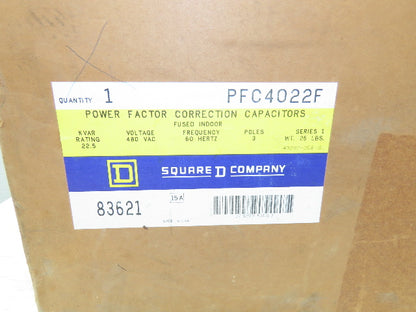 QUANTITY 1 PFC4022F
POWER FACTOR CORRECTION CAPACITORS
FUSED INDOOR
KVAR RATING 22.5
VOLTAGE 480 VAC
FREQUENCY 60 HERTZ
POLES 3
SERIES 1
WT. 26 LBS.
D SQUARE D COMPANY
83621
15A